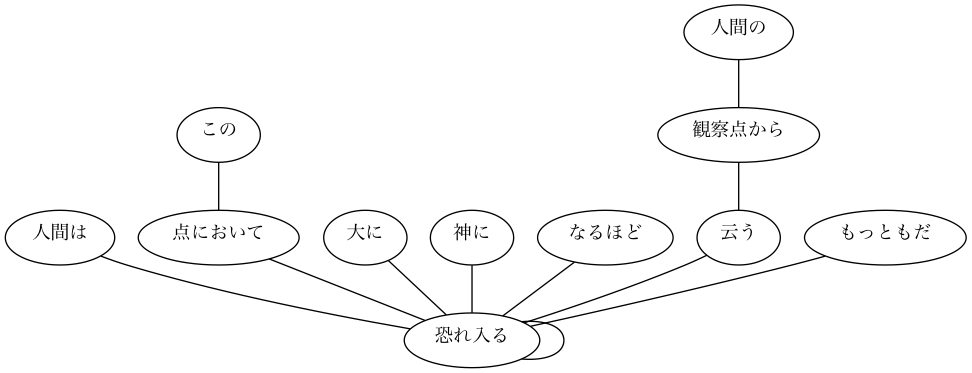 人間の
この
観察点から
人間は
点において
大に
神に
なるほど
云う
もっともだ
恐れ入る